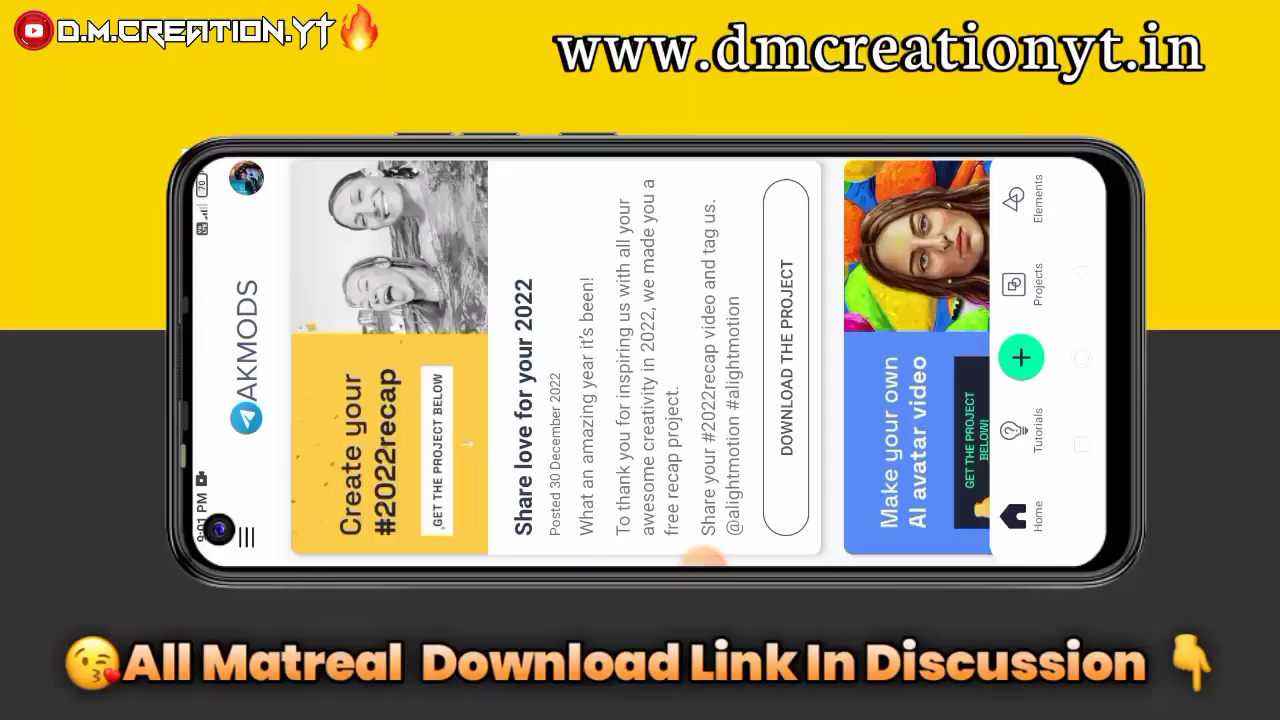 D.M.CREATION.YT
www.dmcreationyt.in
9:01 PM
70
AKMODS
Create your
#2022recap
GET THE PROJECT BELOW
Share love for your 2022
Posted 30 December 2022
What an amazing year it's been!
To thank you for inspiring us with all your
awesome creativity in 2022, we made you a
free recap project.
Share your #2022recap video and tag us.
@alightmotion #alightmotion
DOWNLOAD THE PROJECT
Make your own
AI avatar video
GET THE PROJECT
BELOW!
Home
Tutorials
Projects
Elements
😘All Matreal Download Link In Discussion 👇